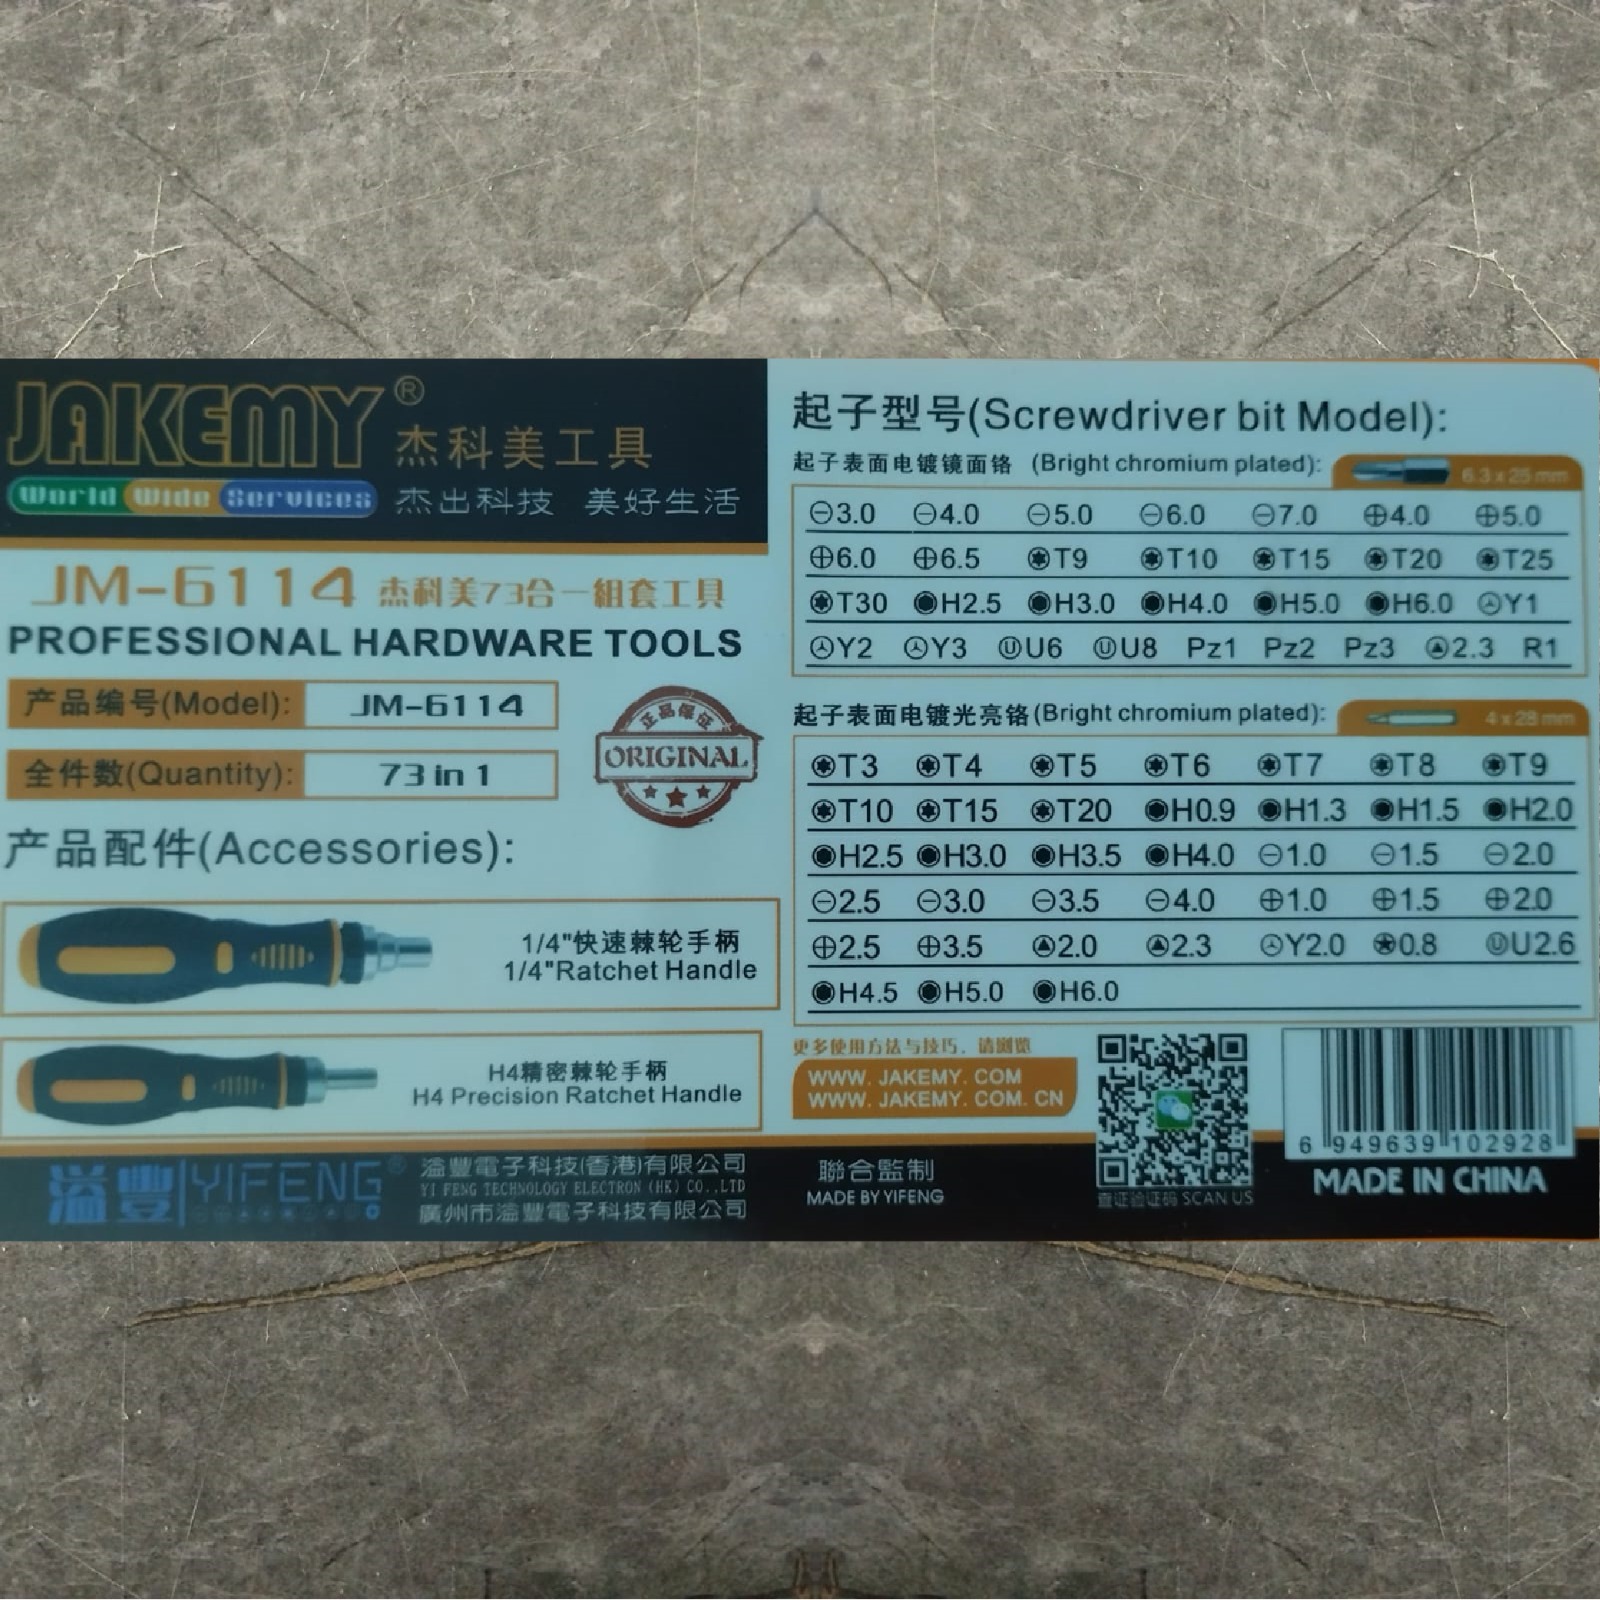 JAKEMY®
杰科美工具
World Wide Services
杰出科技 美好生活
JM-6114 杰科美73合一組套工具
PROFESSIONAL HARDWARE TOOLS
产品编号(Model): JM-6114
全件数(Quantity): 73 in 1
正品保证
ORIGINAL
产品配件(Accessories):
1/4"快速棘轮手柄
1/4"Ratchet Handle
H4精密棘轮手柄
H4 Precision Ratchet Handle
溢豐 YIFENG®
溢豐電子科技(香港)有限公司
YI FENG TECHNOLOGY ELECTRON (HK) CO.,LTD
廣州市溢豐電子科技有限公司
起子型号(Screwdriver bit Model):
起子表面电镀镜面铬 (Bright chromium plated): 6.3 x 25 mm
⊖3.0 ⊖4.0 ⊖5.0 ⊖6.0 ⊖7.0 ⊕4.0 ⊕5.0
⊕6.0 ⊕6.5 T9 T10 T15 T20 T25
T30 H2.5 H3.0 H4.0 H5.0 H6.0 Y1
Y2 Y3 U6 U8 Pz1 Pz2 Pz3 2.3 R1
起子表面电镀光亮铬(Bright chromium plated): 4 x 28 mm
T3 T4 T5 T6 T7 T8 T9
T10 T15 T20 H0.9 H1.3 H1.5 H2.0
H2.5 H3.0 H3.5 H4.0 ⊖1.0 ⊖1.5 ⊖2.0
⊖2.5 ⊖3.0 ⊖3.5 ⊖4.0 ⊕1.0 ⊕1.5 ⊕2.0
⊕2.5 ⊕3.5 2.0 2.3 Y2.0 0.8 U2.6
H4.5 H5.0 H6.0
更多使用方法与技巧，请浏览
WWW. JAKEMY. COM
WWW. JAKEMY. COM. CN
聯合監制
MADE BY YIFENG
查证验证码 SCAN US
6 949639 102928
MADE IN CHINA